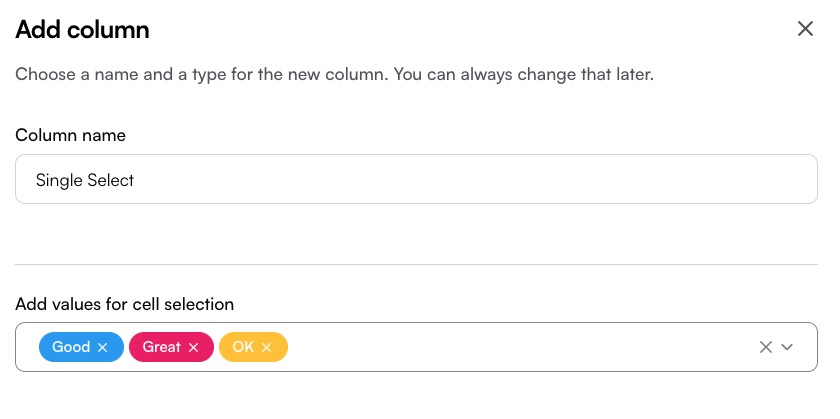 Add column
Choose a name and a type for the new column. You can always change that later.
Column name
Single Select
Add values for cell selection
Good Great OK